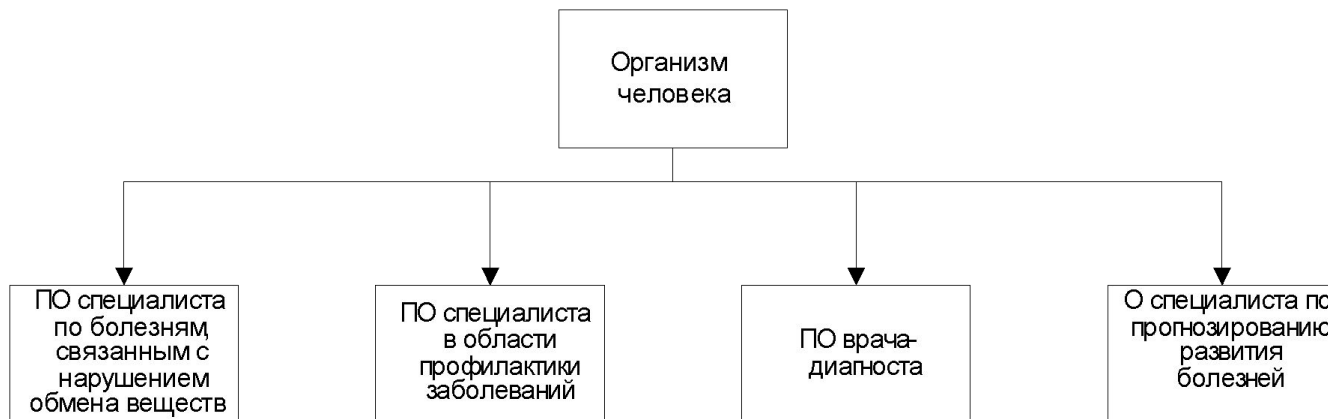 Организм
человека
ПО специалиста
по болезням,
связанным с
нарушением
обмена веществ
ПО специалиста
в области
профилактики
заболеваний
ПО врача-
диагноста
О специалиста по
прогнозированию
развития
болезней